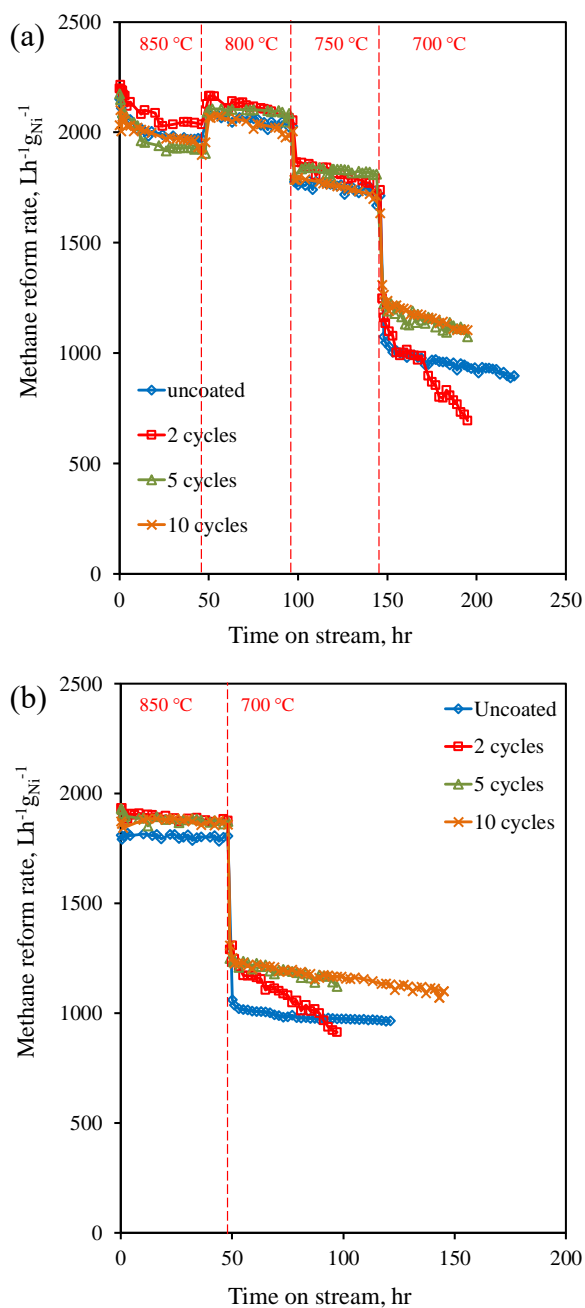 (a)
850 °C 800 °C 750 °C 700 °C
2500
2000
1500
1000
500
0
Methane reform rate, Lh⁻¹gNi⁻¹
uncoated
2 cycles
5 cycles
10 cycles
0 50 100 150 200 250
Time on stream, hr
(b)
850 °C 700 °C
2500
2000
1500
1000
500
0
Methane reform rate, Lh⁻¹gNi⁻¹
Uncoated
2 cycles
5 cycles
10 cycles
0 50 100 150 200
Time on stream, hr